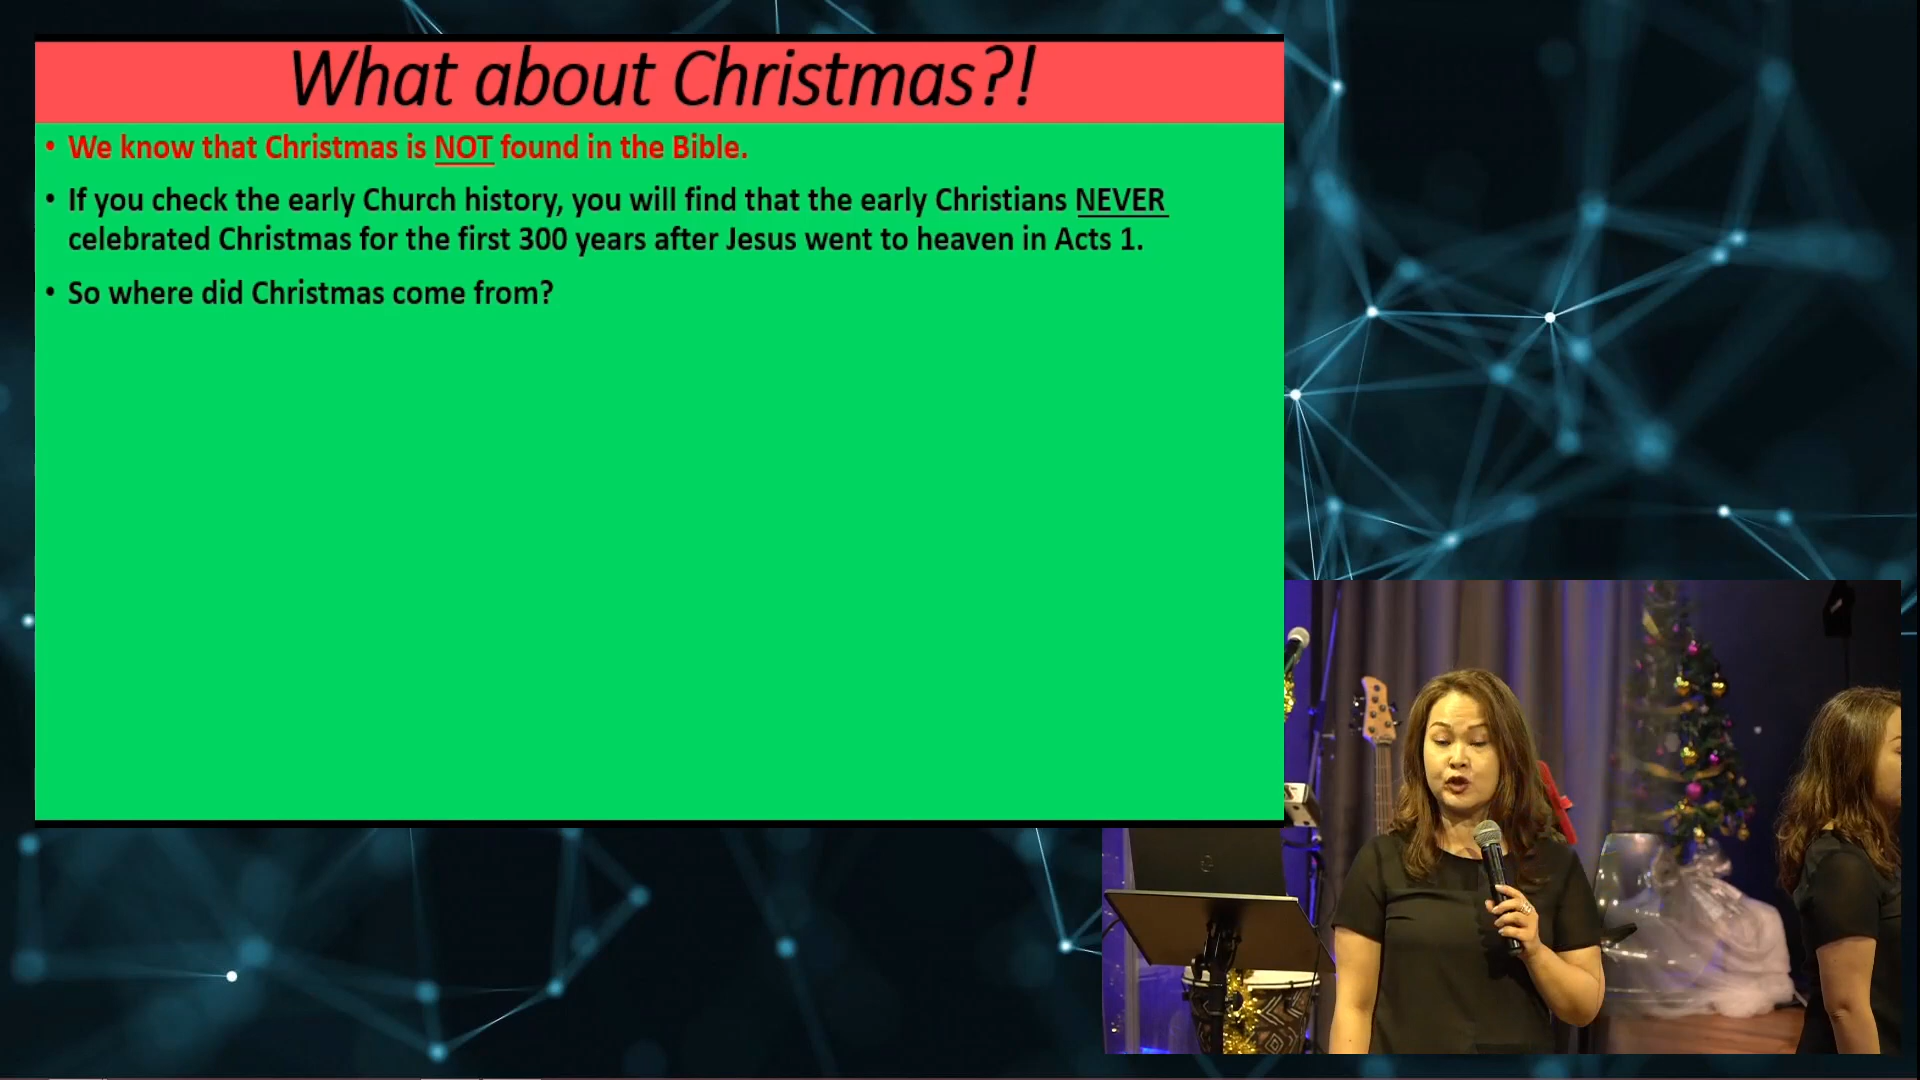 What about Christmas?!
• We know that Christmas is NOT found in the Bible.
• If you check the early Church history, you will find that the early Christians NEVER
celebrated Christmas for the first 300 years after Jesus went to heaven in Acts 1.
• So where did Christmas come from?